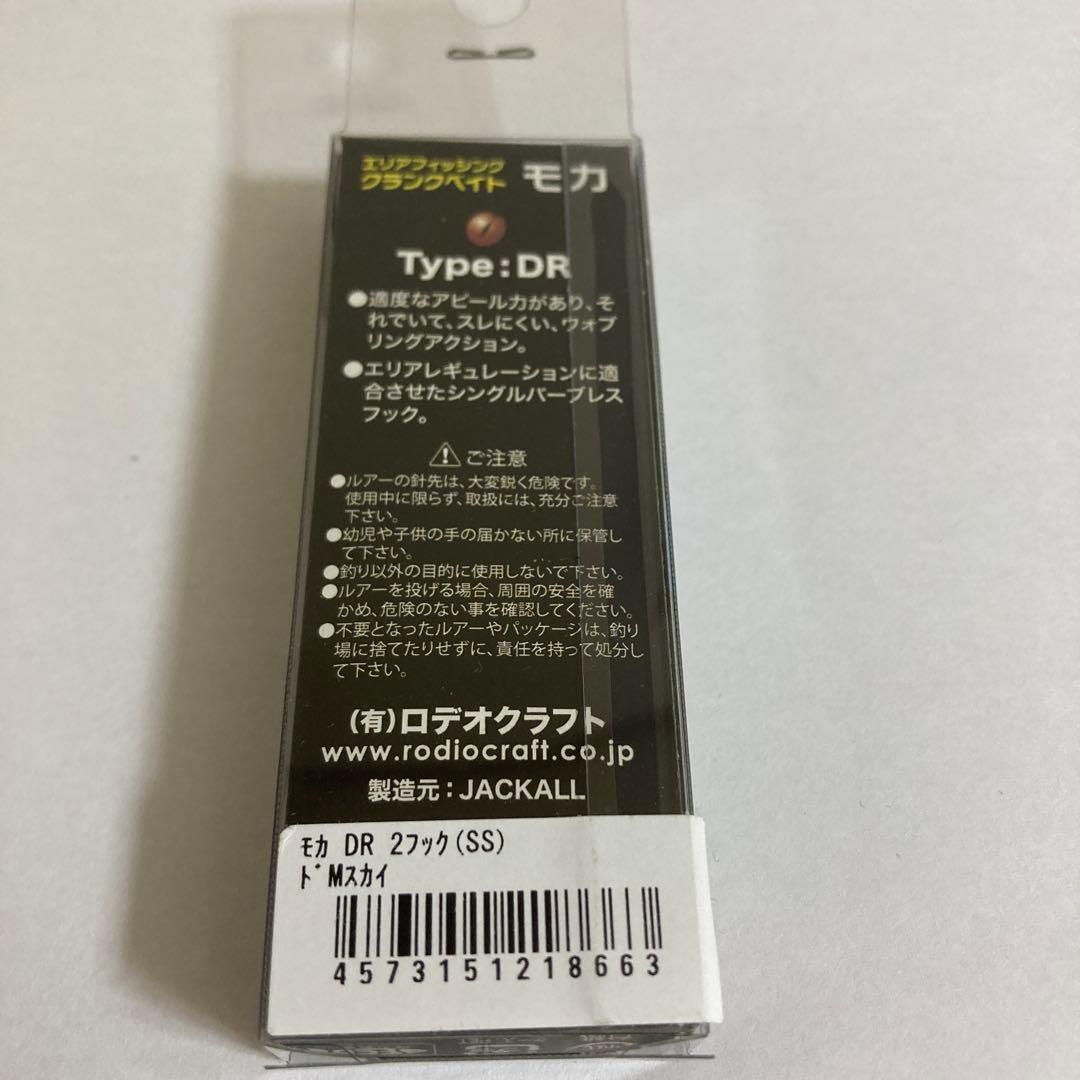 エリアフィッシング
クランクベイト モカ
Type:DR
●適度なアピール力があり、そ
れでいて、スレにくい、ウォブ
リングアクション。
●エリアレギュレーションに適
合させたシングルバーブレス
フック。
ご注意
●ルアーの針先は、大変鋭く危険です。
使用中に限らず、取扱には、充分ご注意
下さい。
●幼児や子供の手の届かない所に保管し
て下さい。
●釣り以外の目的に使用しないで下さい。
●ルアーを投げる場合、周囲の安全を確
かめ、危険のない事を確認してください。
●不要となったルアーやパッケージは、釣り
場に捨てたりせずに、責任を持って処分し
て下さい。
(有)ロデオクラフト
www.rodiocraft.co.jp
製造元:JACKALL
ﾓｶ DR 2フック(SS)
ﾄﾞMｽｶｲ
4573151218663